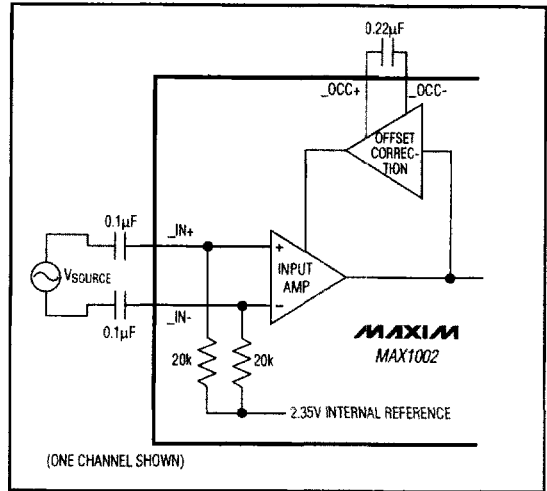 0.22µF
_OCC+
_OCC-
OFFSET
CORREC-
TION
0.1µF
_IN+
+
INPUT
AMP
VSOURCE
_IN-
−
0.1µF
MAXIM
MAX1002
20k
20k
2.35V INTERNAL REFERENCE
(ONE CHANNEL SHOWN)